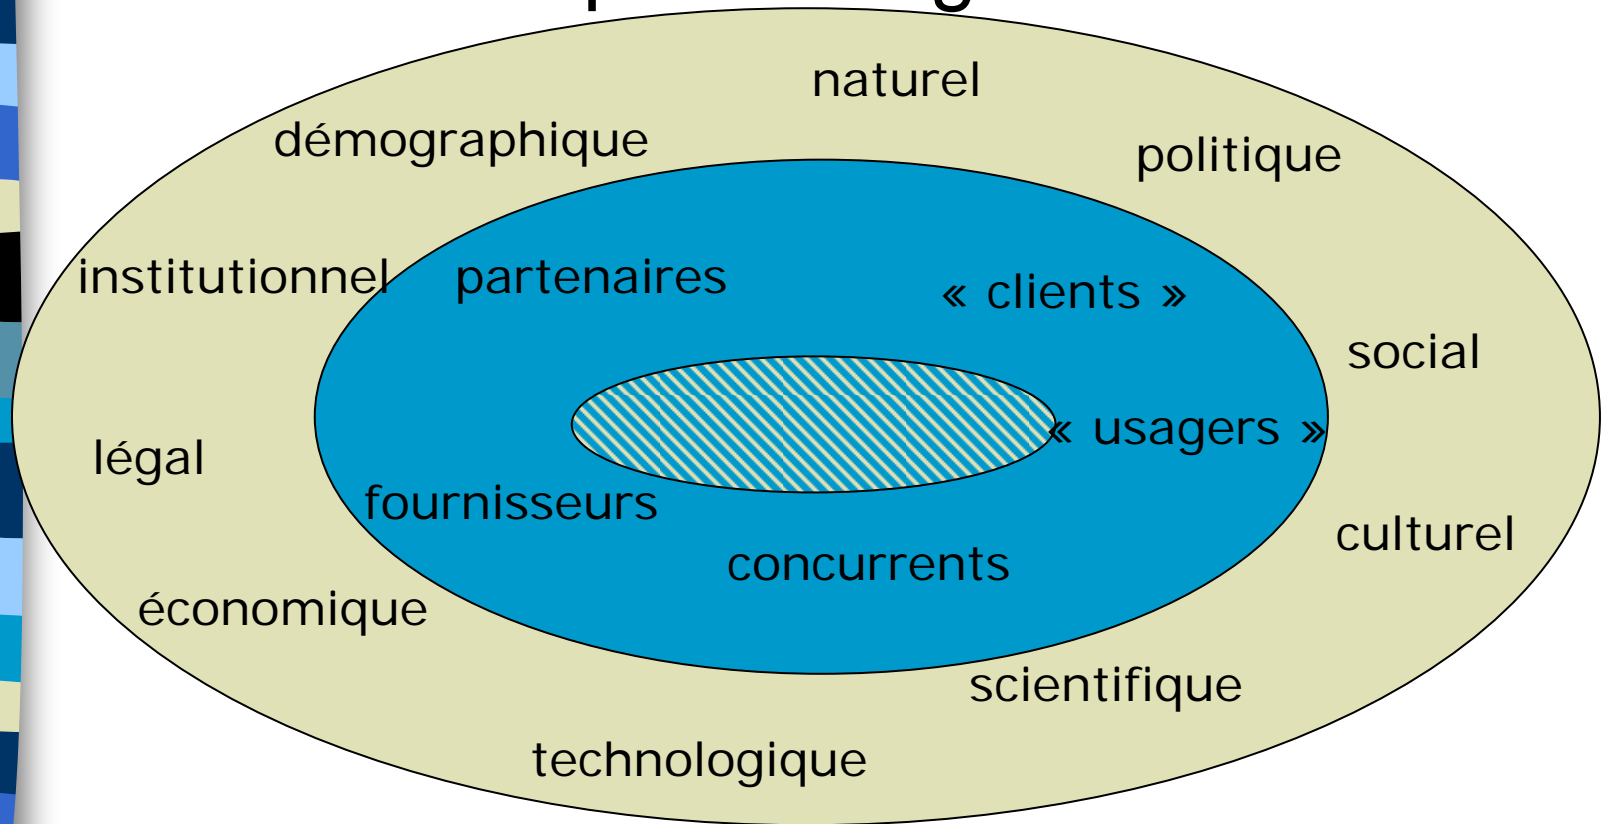 naturel
démographique
politique
institutionnel
partenaires
« clients »
social
« usagers »
légal
fournisseurs
culturel
concurrents
économique
scientifique
technologique